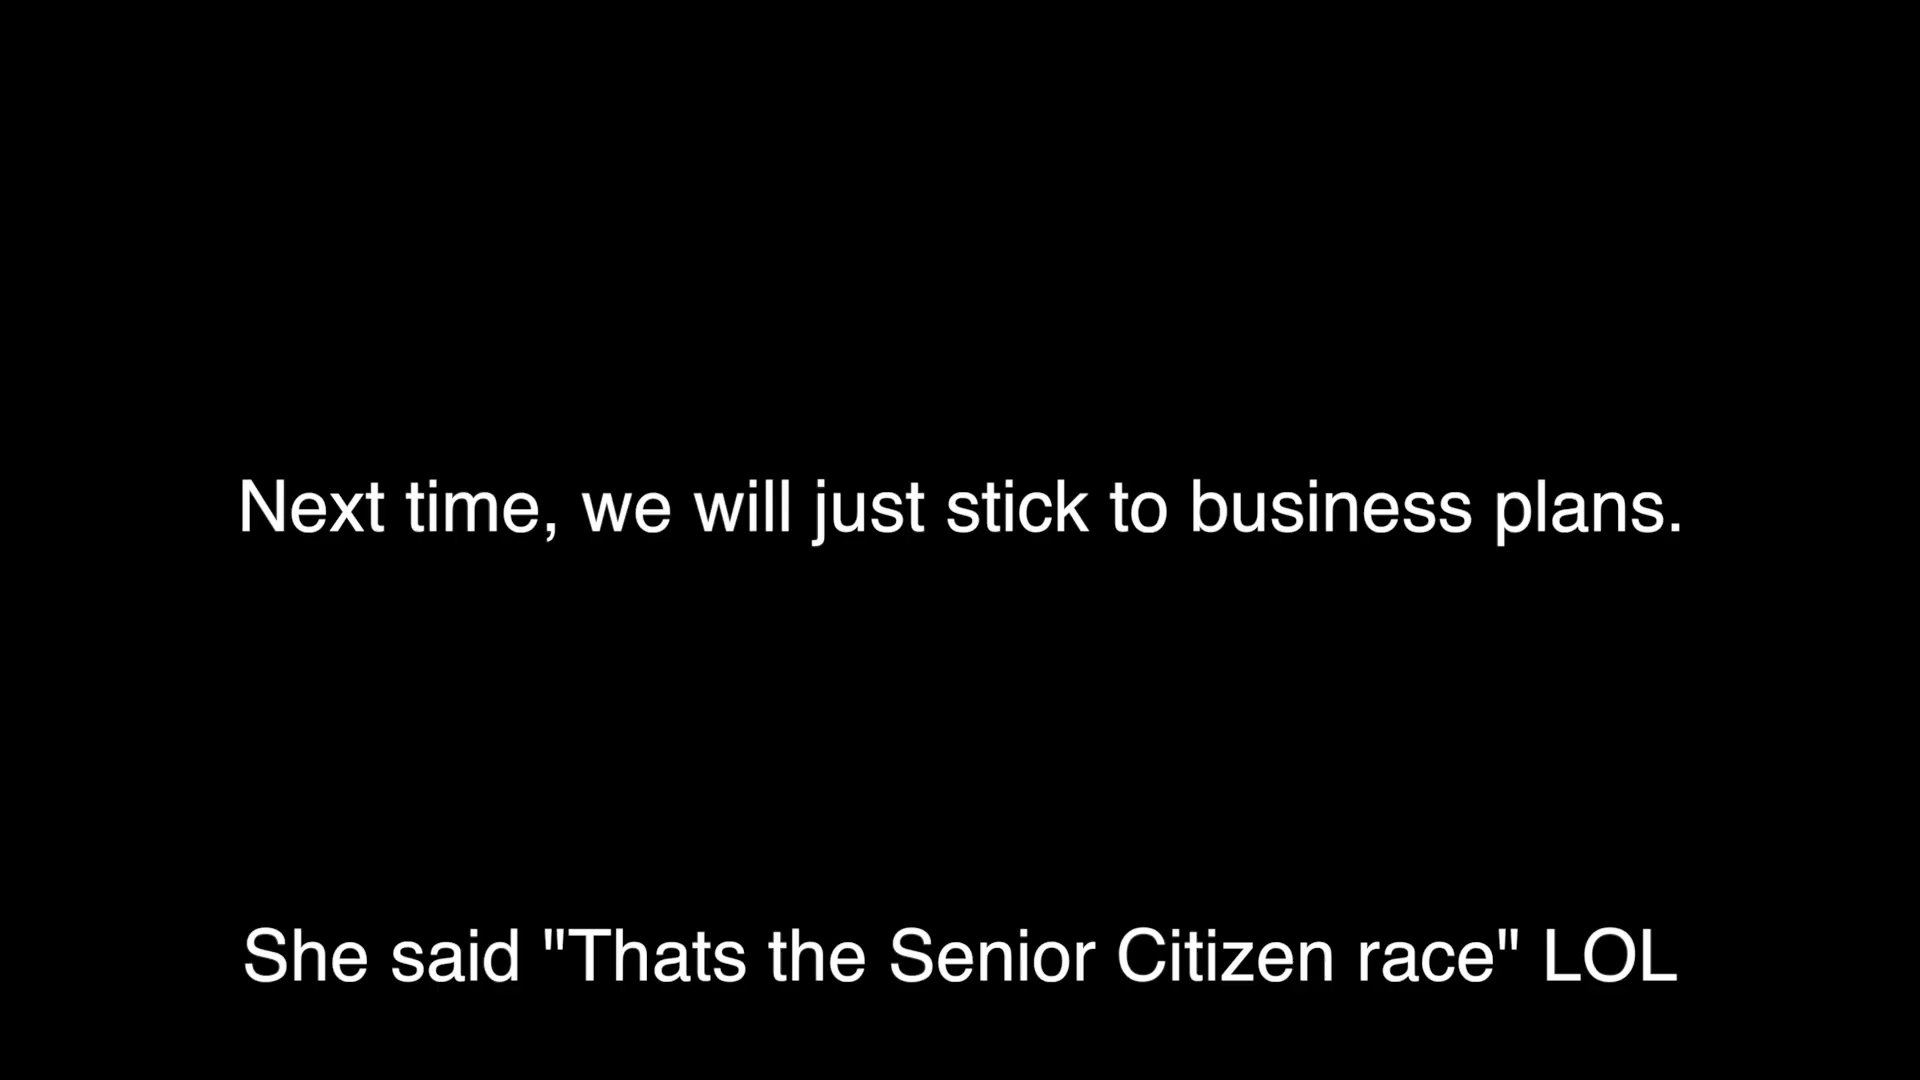 Next time, we will just stick to business plans.
She said "Thats the Senior Citizen race" LOL